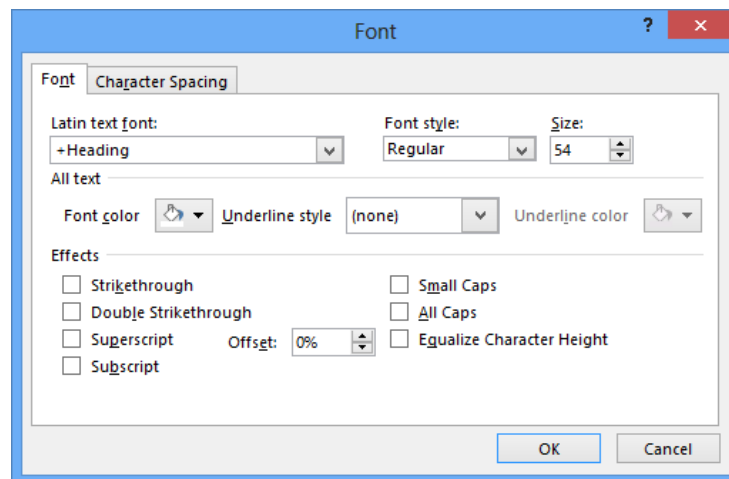 Font ? ×
Font Character Spacing
Latin text font: Font style: Size:
+Heading Regular 54
All text
Font color Underline style (none) Underline color
Effects
Strikethrough Small Caps
Double Strikethrough All Caps
Superscript Offset: 0% Equalize Character Height
Subscript
OK Cancel